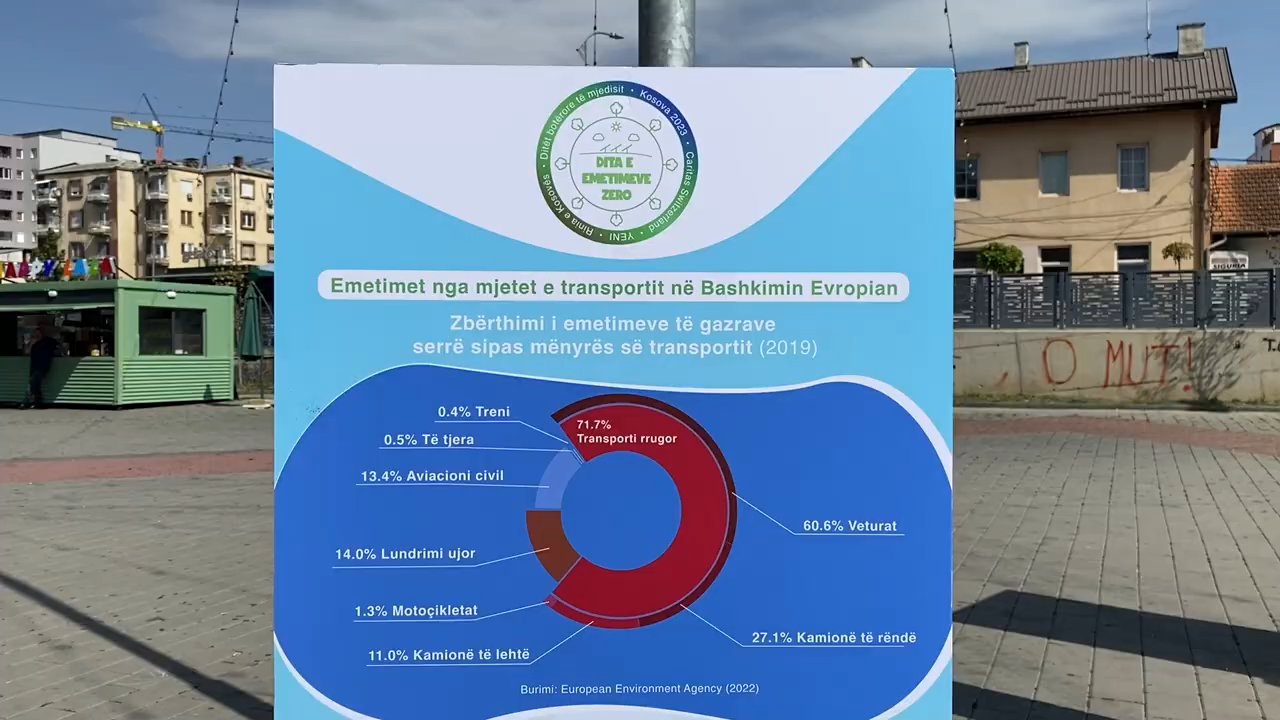 Ditët botërore të mjedisit • Kosova 2023 • Caritas Switzerland • YENI • Rinia e Kosovës •
DITA E
EMETIMEVE
ZERO
Emetimet nga mjetet e transportit në Bashkimin Evropian
Zbërthimi i emetimeve të gazrave
serrë sipas mënyrës së transportit (2019)
0.4% Treni
0.5% Të tjera
13.4% Aviacioni civil
14.0% Lundrimi ujor
1.3% Motoçikletat
11.0% Kamionë të lehtë
71.7%
Transporti rrugor
60.6% Veturat
27.1% Kamionë të rëndë
Burimi: European Environment Agency (2022)
SIGURIA
O MUT!